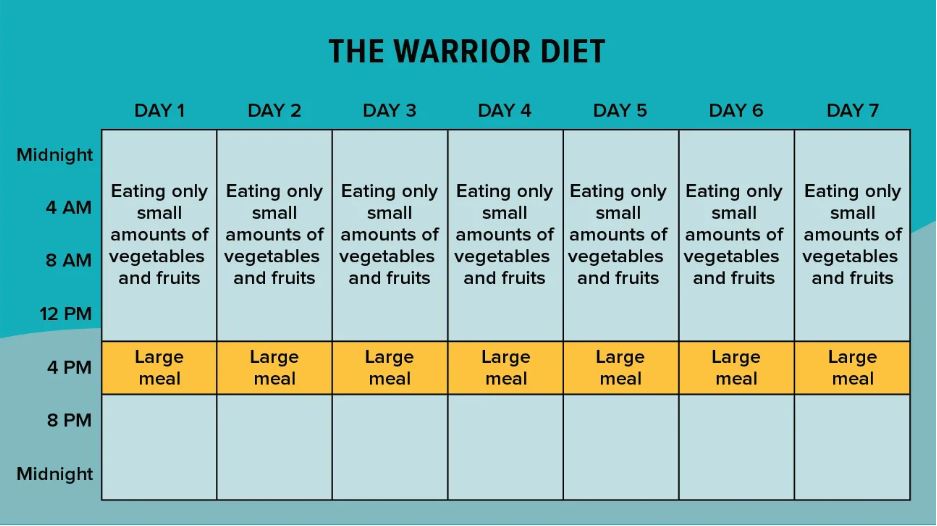 THE WARRIOR DIET
DAY 1 DAY 2 DAY 3 DAY 4 DAY 5 DAY 6 DAY 7
Midnight
4 AM
8 AM
12 PM
Eating only
small
amounts of
vegetables
and fruits
Eating only
small
amounts of
vegetables
and fruits
Eating only
small
amounts of
vegetables
and fruits
Eating only
small
amounts of
vegetables
and fruits
Eating only
small
amounts of
vegetables
and fruits
Eating only
small
amounts of
vegetables
and fruits
Eating only
small
amounts of
vegetables
and fruits
4 PM
Large
meal
Large
meal
Large
meal
Large
meal
Large
meal
Large
meal
Large
meal
8 PM
Midnight